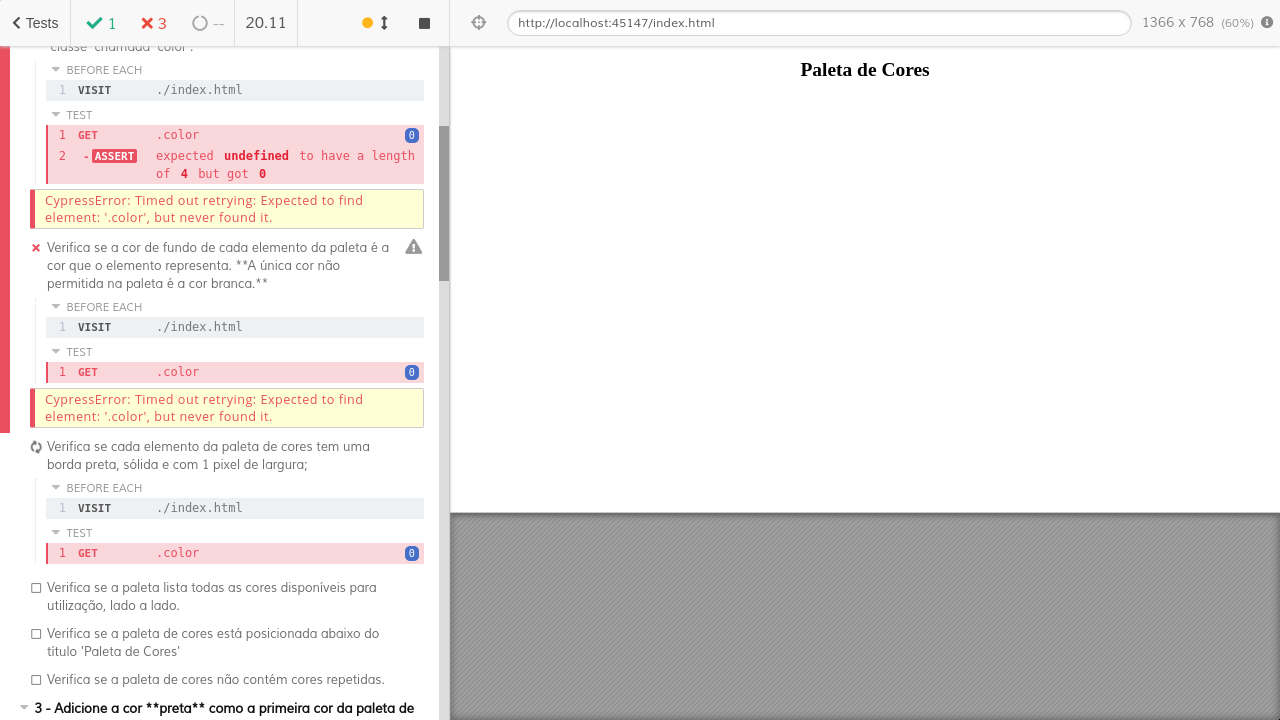 Tests
1
3
--
20.11
http://localhost:45147/index.html
1366 x 768 (60%)
classe chamada 'color'.
BEFORE EACH
1 VISIT ./index.html
TEST
1 GET .color 0
2 - ASSERT expected undefined to have a length
of 4 but got 0
CypressError: Timed out retrying: Expected to find
element: '.color', but never found it.
Verifica se a cor de fundo de cada elemento da paleta é a
cor que o elemento representa. **A única cor não
permitida na paleta é a cor branca.**
BEFORE EACH
1 VISIT ./index.html
TEST
1 GET .color 0
CypressError: Timed out retrying: Expected to find
element: '.color', but never found it.
Verifica se cada elemento da paleta de cores tem uma
borda preta, sólida e com 1 pixel de largura;
BEFORE EACH
1 VISIT ./index.html
TEST
1 GET .color 0
Verifica se a paleta lista todas as cores disponíveis para
utilização, lado a lado.
Verifica se a paleta de cores está posicionada abaixo do
título 'Paleta de Cores'
Verifica se a paleta de cores não contém cores repetidas.
3 - Adicione a cor **preta** como a primeira cor da paleta de
Paleta de Cores